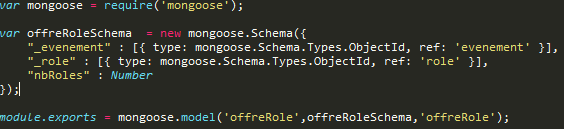 var mongoose = require('mongoose');
var offreRoleSchema  = new mongoose.Schema({
    "_evenement" : [{ type: mongoose.Schema.Types.ObjectId, ref: 'evenement' }],
    "_role" : [{ type: mongoose.Schema.Types.ObjectId, ref: 'role' }],
    "nbRoles" : Number
});
module.exports = mongoose.model('offreRole',offreRoleSchema,'offreRole');